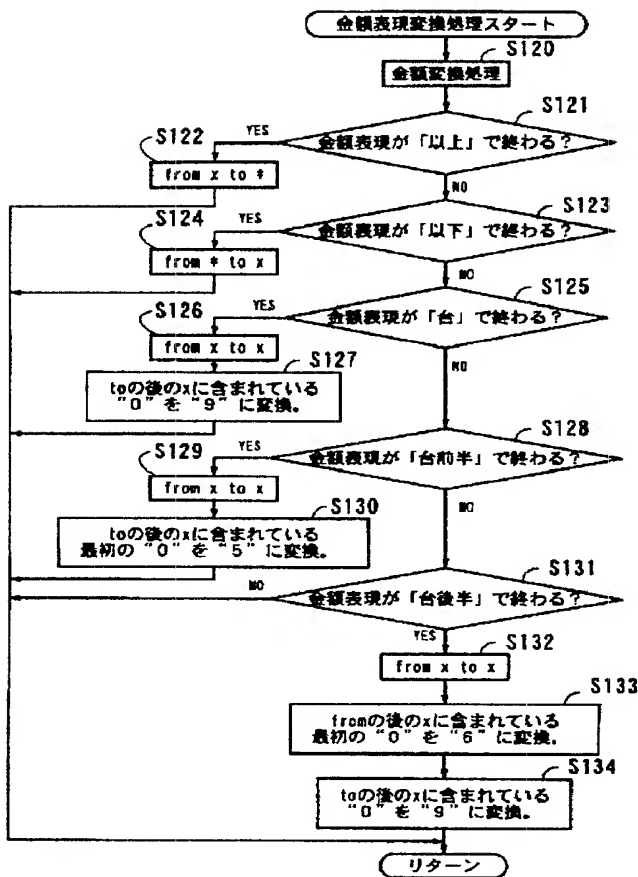 金額表現変換処理スタート
S120
金額変換処理
S121
金額表現が「以上」で終わる?
YES
S122
from x to *
NO
S123
金額表現が「以下」で終わる?
YES
S124
from * to x
NO
S125
金額表現が「台」で終わる?
YES
S126
from x to x
S127
toの後のxに含まれている
"0"を"9"に変換。
NO
S128
金額表現が「台前半」で終わる?
YES
S129
from x to x
S130
toの後のxに含まれている
最初の"0"を"5"に変換。
NO
S131
金額表現が「台後半」で終わる?
NO
YES
S132
from x to x
S133
fromの後のxに含まれている
最初の"0"を"6"に変換。
S134
toの後のxに含まれている
"0"を"9"に変換。
リターン